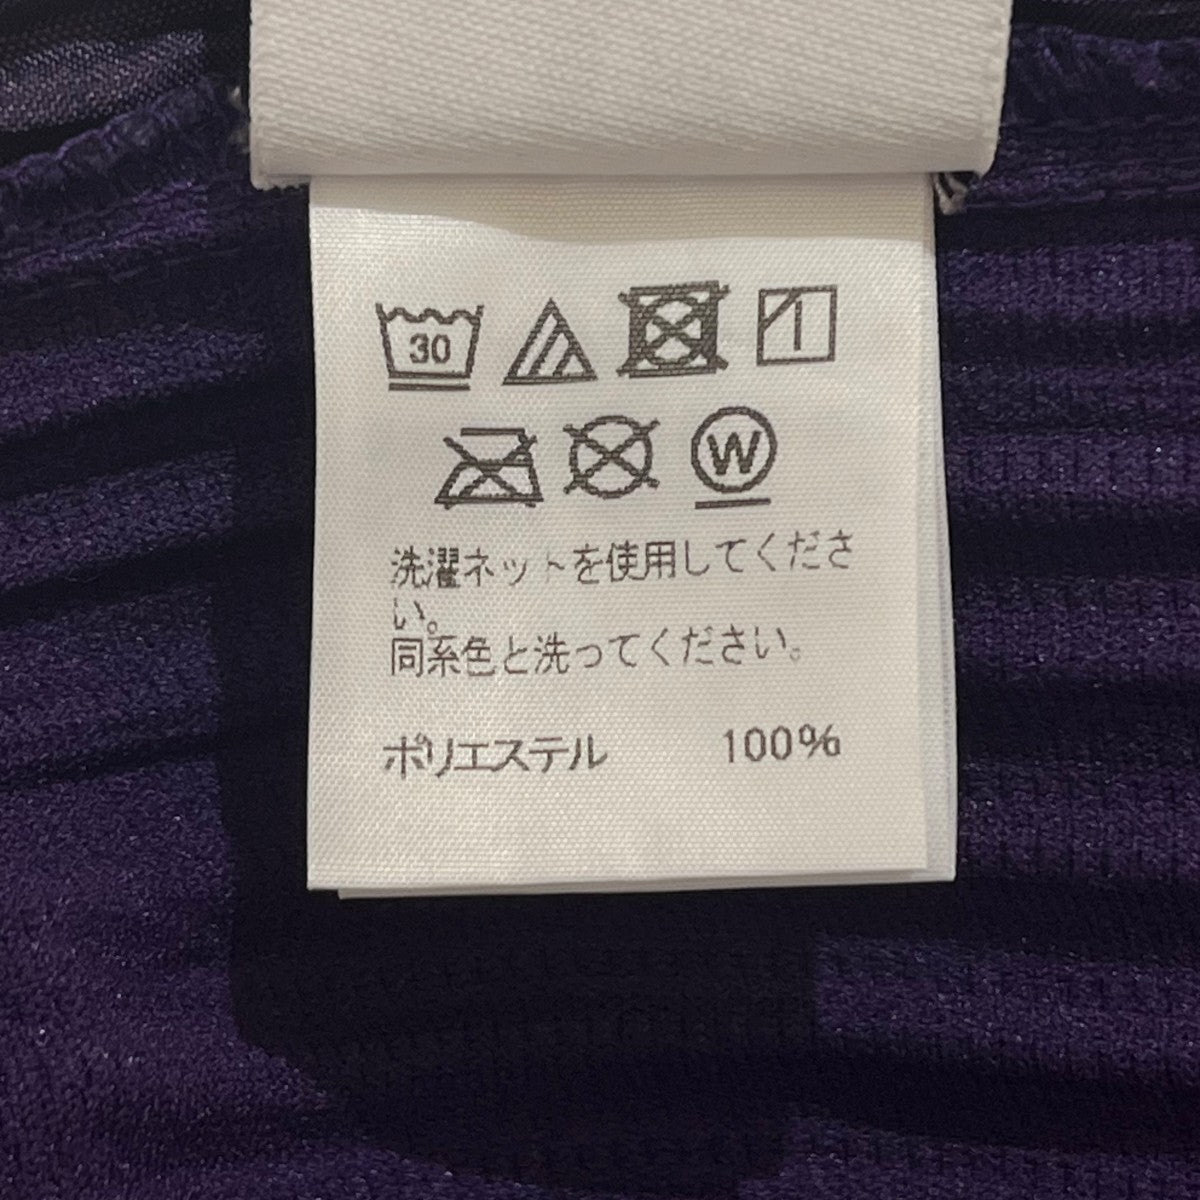 30
W
洗濯ネットを使用してくださ
い。
同系色と洗ってください。
ポリエステル 100%